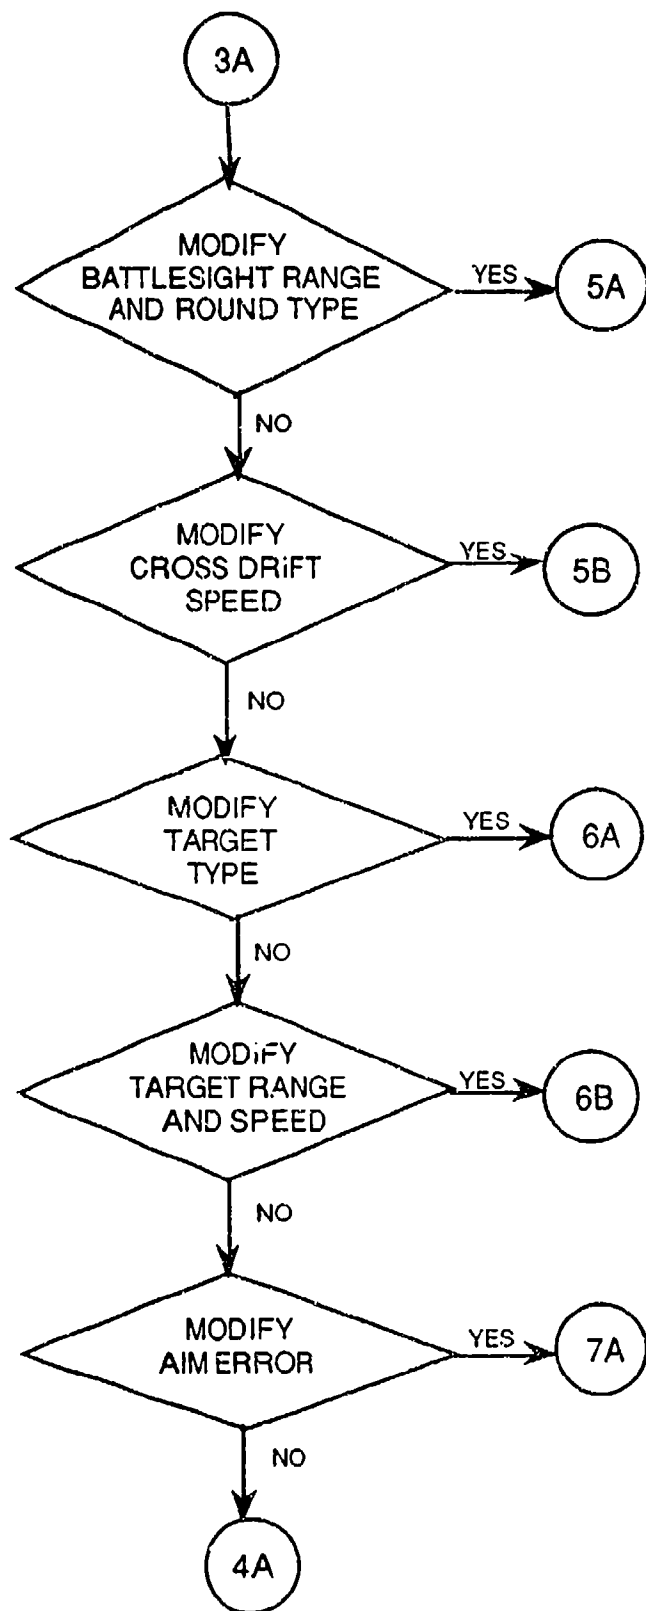 3A
MODIFY
BATTLESIGHT RANGE
AND ROUND TYPE
YES
5A
NO
MODIFY
CROSS DRIFT
SPEED
YES
5B
NO
MODIFY
TARGET
TYPE
YES
6A
NO
MODIFY
TARGET RANGE
AND SPEED
YES
6B
NO
MODIFY
AIM ERROR
YES
7A
NO
4A